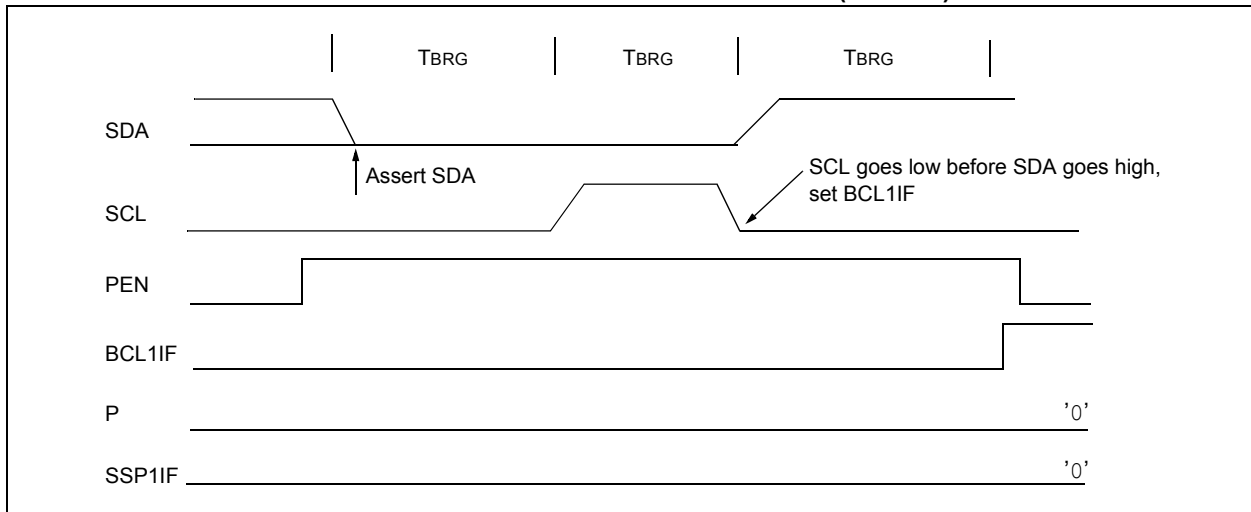 TBRG TBRG TBRG
SDA
Assert SDA
SCL goes low before SDA goes high,
set BCL1IF
SCL
PEN
BCL1IF
P '0'
SSP1IF '0'